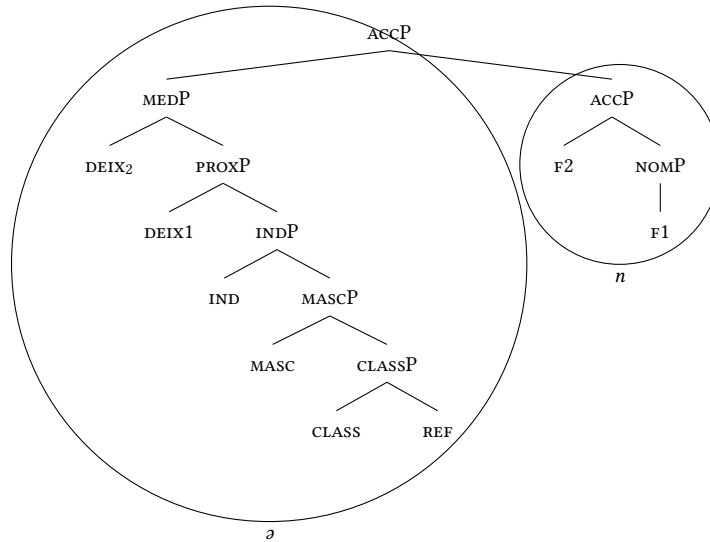 ACCP
MEDP ACCP
DEIX2 PROXP F2 NOMP
DEIX1 INDP F1
IND MASCP n
MASC CLASSP
CLASS REF
ə